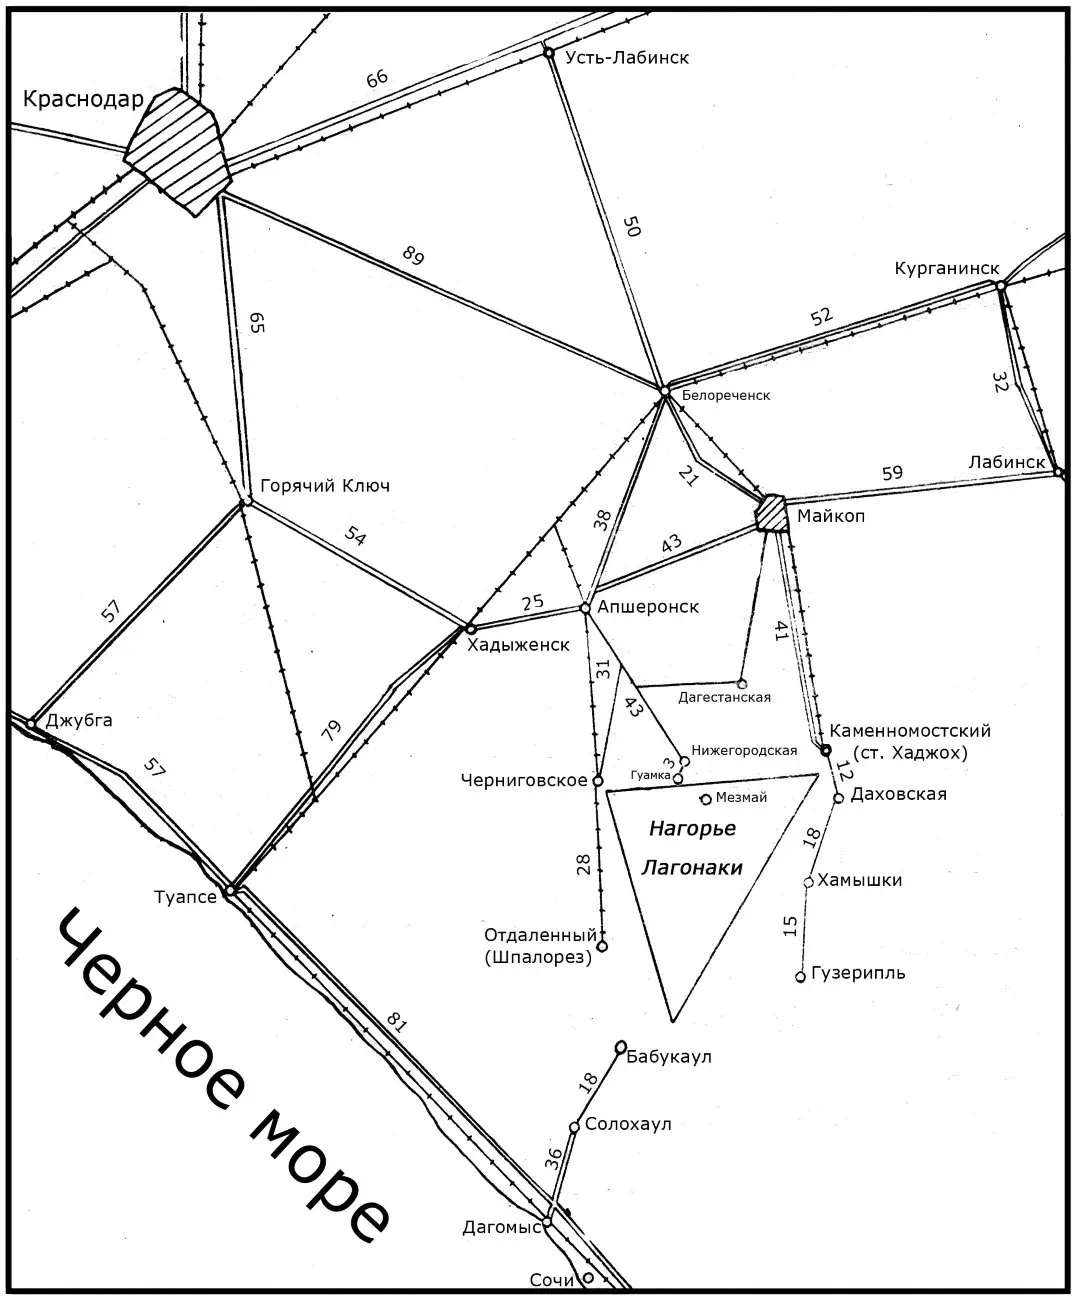 Краснодар
66
Усть-Лабинск
50
89
65
Курганинск
52
32
Белореченск
21
Лабинск
59
Майкоп
Горячий Ключ
54
38
43
25
Апшеронск
Хадыженск
57
41
31
43
Дагестанская
Джубга
79
57
Каменномостский
(ст. Хаджох)
Нижегородская
3
Гуамка
Черниговское
12
Мезмай
Даховская
Нагорье
Лагонаки
18
28
Хамышки
Туапсе
15
Отдаленный
(Шпалорез)
Гузерипль
Черное море
81
Бабукаул
18
Солохаул
36
Дагомыс
Сочи